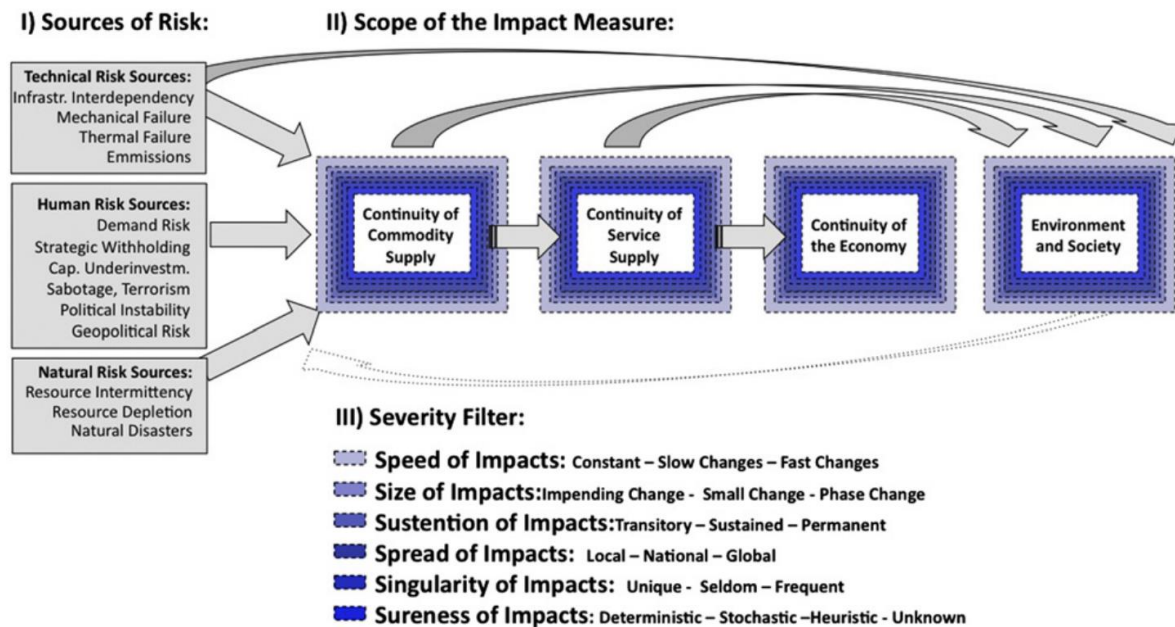 I) Sources of Risk:
II) Scope of the Impact Measure:
Technical Risk Sources:
Infrastr. Interdependency
Mechanical Failure
Thermal Failure
Emmissions
Human Risk Sources:
Demand Risk
Strategic Withholding
Cap. Underinvestm.
Sabotage, Terrorism
Political Instability
Geopolitical Risk
Natural Risk Sources:
Resource Intermittency
Resource Depletion
Natural Disasters
Continuity of
Commodity
Supply
Continuity of
Service
Supply
Continuity of
the Economy
Environment
and Society
III) Severity Filter:
Speed of Impacts: Constant – Slow Changes – Fast Changes
Size of Impacts:Impending Change - Small Change - Phase Change
Sustention of Impacts:Transitory – Sustained – Permanent
Spread of Impacts: Local – National – Global
Singularity of Impacts: Unique - Seldom – Frequent
Sureness of Impacts: Deterministic – Stochastic –Heuristic - Unknown